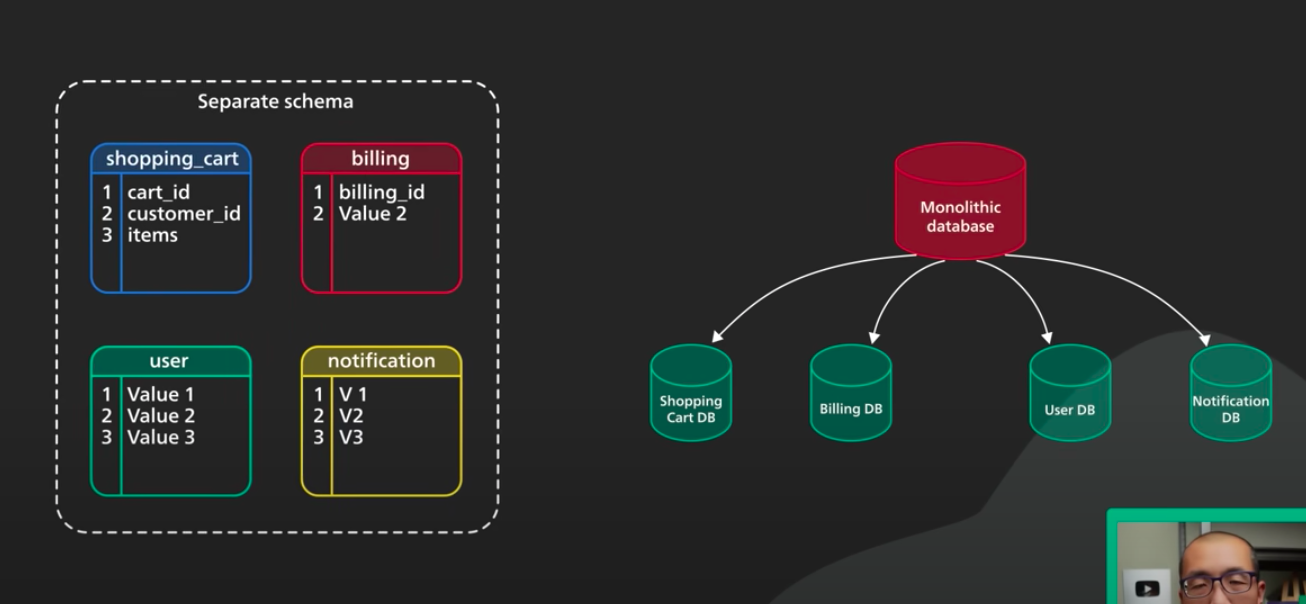 Separate schema
shopping_cart
1 cart_id
2 customer_id
3 items
billing
1 billing_id
2 Value 2
user
1 Value 1
2 Value 2
3 Value 3
notification
1 V 1
2 V2
3 V3
Monolithic
database
Shopping
Cart DB
Billing DB
User DB
Notification
DB